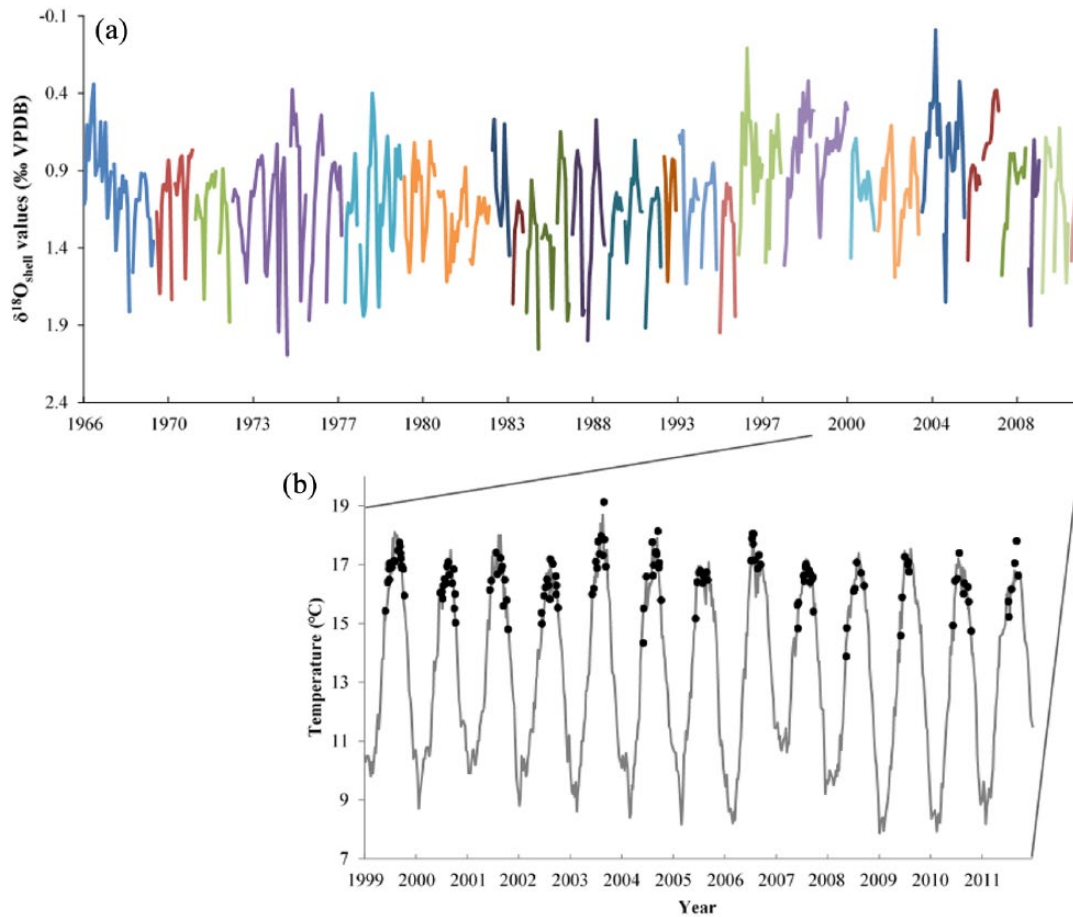 (a)
δ18Oshell values (‰ VPDB)
-0.1
0.4
0.9
1.4
1.9
2.4
1966 1970 1973 1977 1980 1983 1988 1993 1997 2000 2004 2008
(b)
Temperature (°C)
19
17
15
13
11
9
7
1999 2000 2001 2002 2003 2004 2005 2006 2007 2008 2009 2010 2011
Year